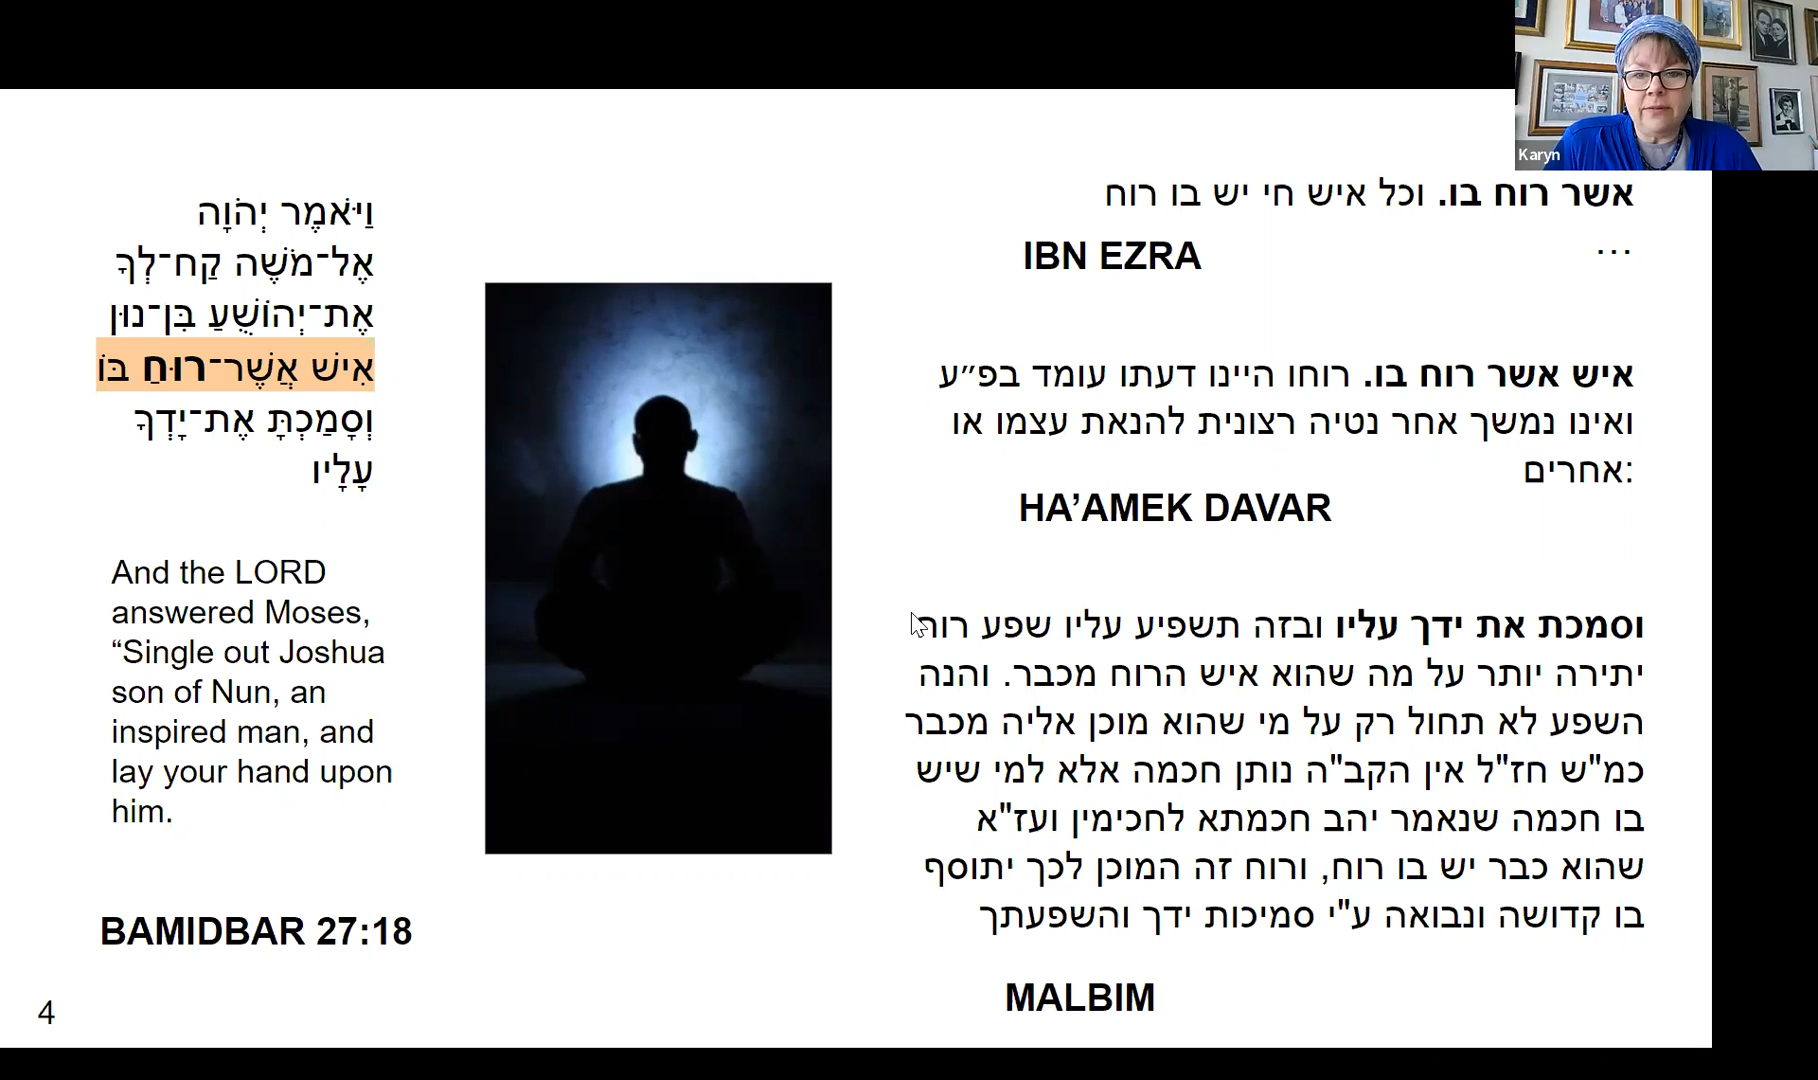 וַיֹּאמֶר יְהֹוָה
אֶל־מֹשֶׁה קַח־לְךָ
אֶת־יְהוֹשֻׁעַ בִּן־נוּן
אִישׁ אֲשֶׁר־רוּחַ בּוֹ
וְסָמַכְתָּ אֶת־יָדְךָ
עָלָיו
And the LORD
answered Moses,
“Single out Joshua
son of Nun, an
inspired man, and
lay your hand upon
him.
BAMIDBAR 27:18
4
אשר רוח בו. וכל איש חי יש בו רוח
...
IBN EZRA
איש אשר רוח בו. רוחו היינו דעתו עומד בפ״ע
ואינו נמשך אחר נטיה רצונית להנאת עצמו או
אחרים:
HA’AMEK DAVAR
וסמכת את ידך עליו ובזה תשפיע עליו שפע רוח
יתירה יותר על מה שהוא איש הרוח מכבר. והנה
השפע לא תחול רק על מי שהוא מוכן אליה מכבר
כמ"ש חז"ל אין הקב"ה נותן חכמה אלא למי שיש
בו חכמה שנאמר יהב חכמתא לחכימין ועז"א
שהוא כבר יש בו רוח, ורוח זה המוכן לכך יתוסף
בו קדושה ונבואה ע"י סמיכות ידך והשפעתך
MALBIM
Karyn